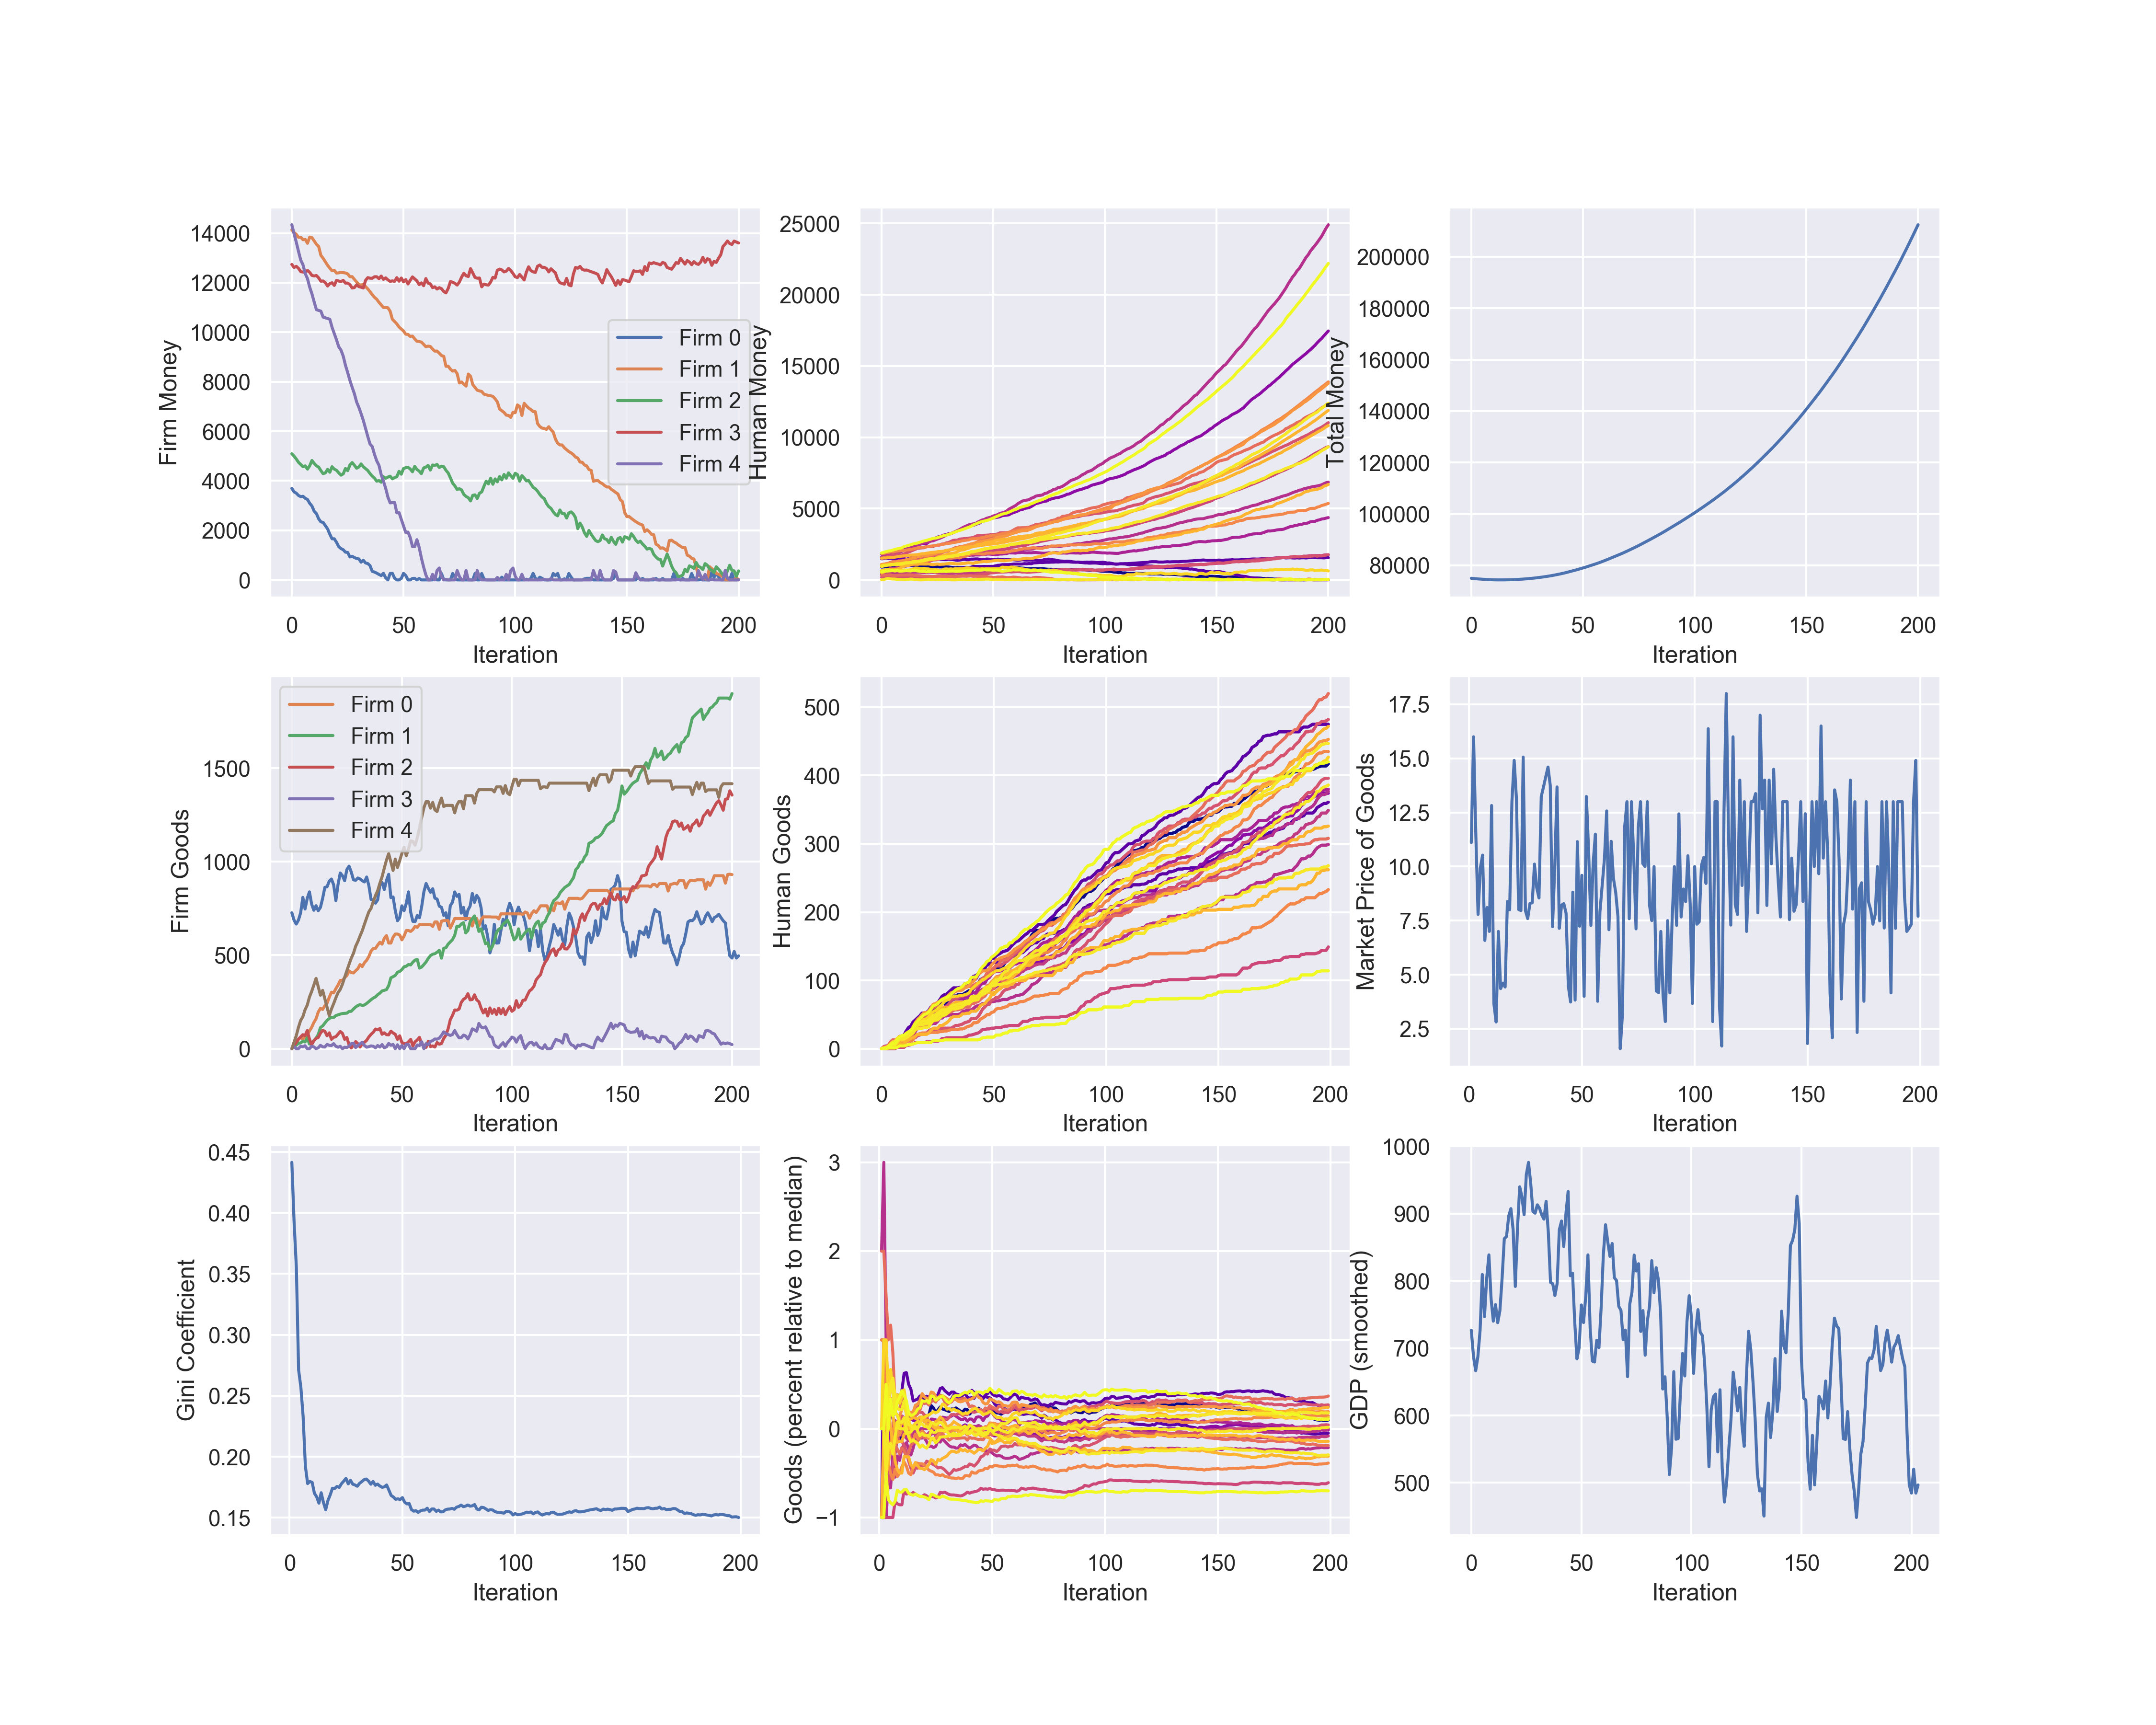 Firm Money
14000
12000
10000
8000
6000
4000
2000
0
Firm 0
Firm 1
Firm 2
Firm 3
Firm 4
0 50 100 150 200
Iteration
Human Money
25000
20000
15000
10000
5000
0
0 50 100 150 200
Iteration
Total Money
200000
180000
160000
140000
120000
100000
80000
0 50 100 150 200
Iteration
Firm Goods
1500
1000
500
0
Firm 0
Firm 1
Firm 2
Firm 3
Firm 4
0 50 100 150 200
Iteration
Human Goods
500
400
300
200
100
0
0 50 100 150 200
Iteration
Market Price of Goods
17.5
15.0
12.5
10.0
7.5
5.0
2.5
0 50 100 150 200
Iteration
Gini Coefficient
0.45
0.40
0.35
0.30
0.25
0.20
0.15
0 50 100 150 200
Iteration
Goods (percent relative to median)
3
2
1
0
−1
0 50 100 150 200
Iteration
GDP (smoothed)
1000
900
800
700
600
500
0 50 100 150 200
Iteration